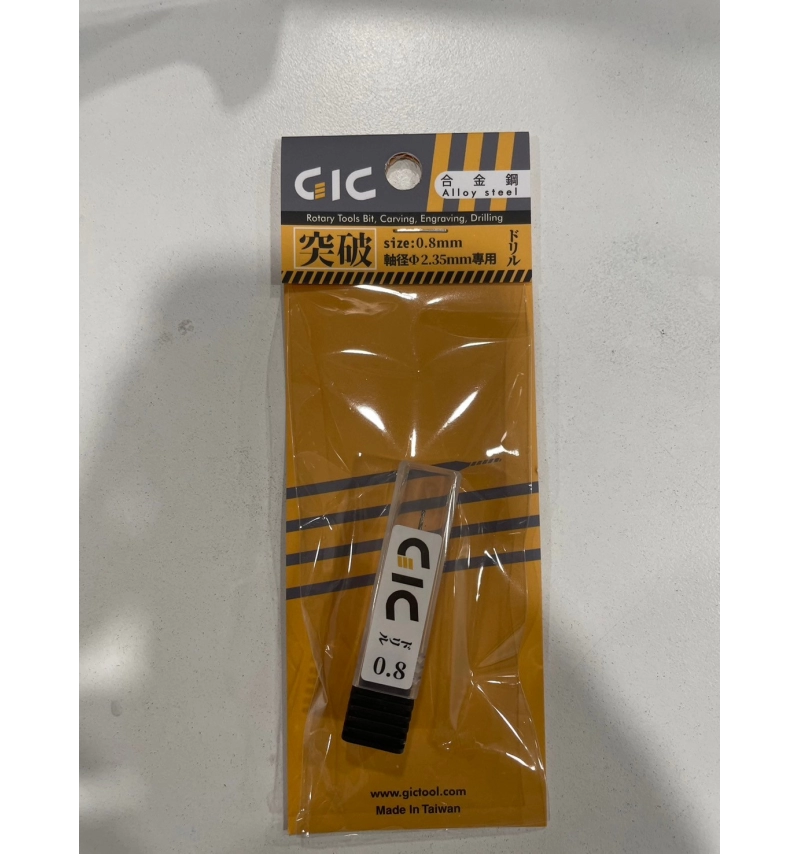 GIC
合金鋼
Alloy steel
Rotary Tools Bit, Carving, Engraving, Drilling
突破
size:0.8mm
軸径Φ2.35mm專用
ドリル
GIC
ドリル
0.8
www.gictool.com
Made In Taiwan